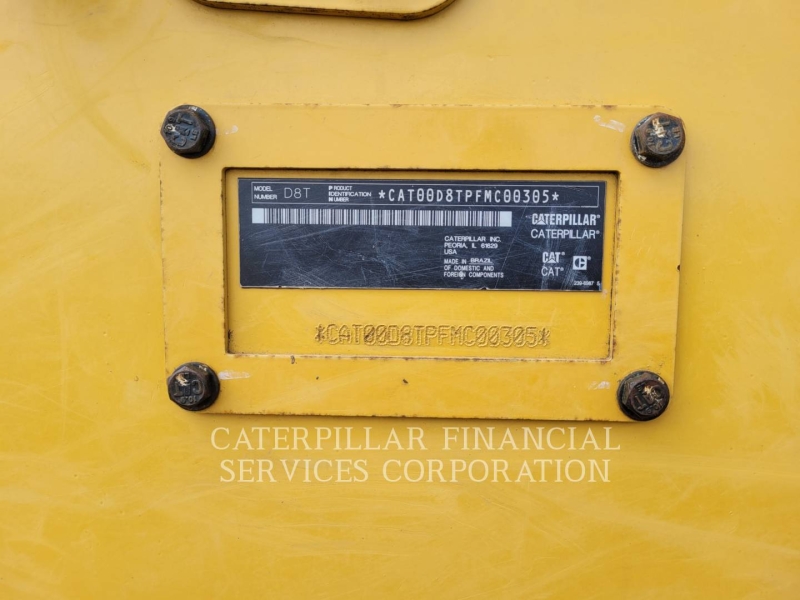 MODEL NUMBER D8T PRODUCT IDENTIFICATION NUMBER *CAT00D8TPFMC00305*
CATERPILLAR®
CATERPILLAR®
CATERPILLAR INC.
PEORIA, IL 61629
USA
CAT® C®
CAT®
MADE IN BRAZIL
OF DOMESTIC AND
FOREIGN COMPONENTS
*CAT00D8TPFMC00305*
CATERPILLAR FINANCIAL
SERVICES CORPORATION